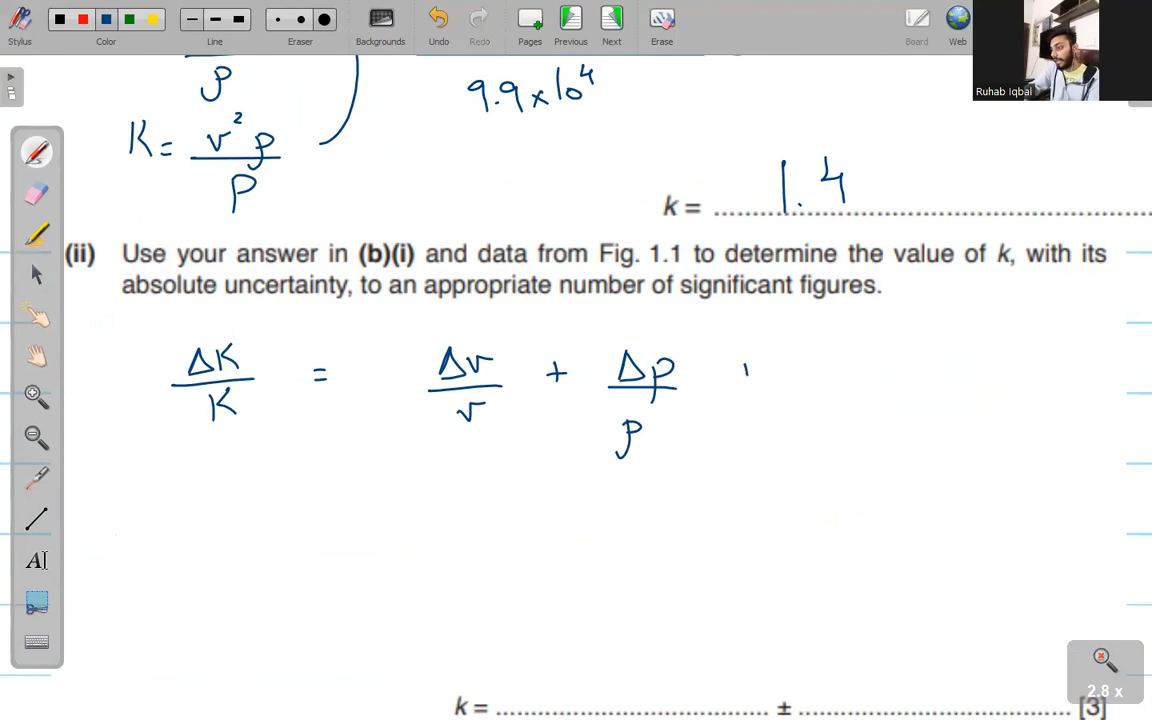 Stylus Color Line Eraser Backgrounds Undo Redo Pages Previous Next Erase Board Web
Ruhab Iqbal
ρ
9.9 × 10⁴
K = v² ρ / P
k = 1.4
(ii) Use your answer in (b)(i) and data from Fig. 1.1 to determine the value of k, with its
absolute uncertainty, to an appropriate number of significant figures.
ΔK / K = Δv / v + Δρ / ρ
AI
k = ± [3]
2.8 x